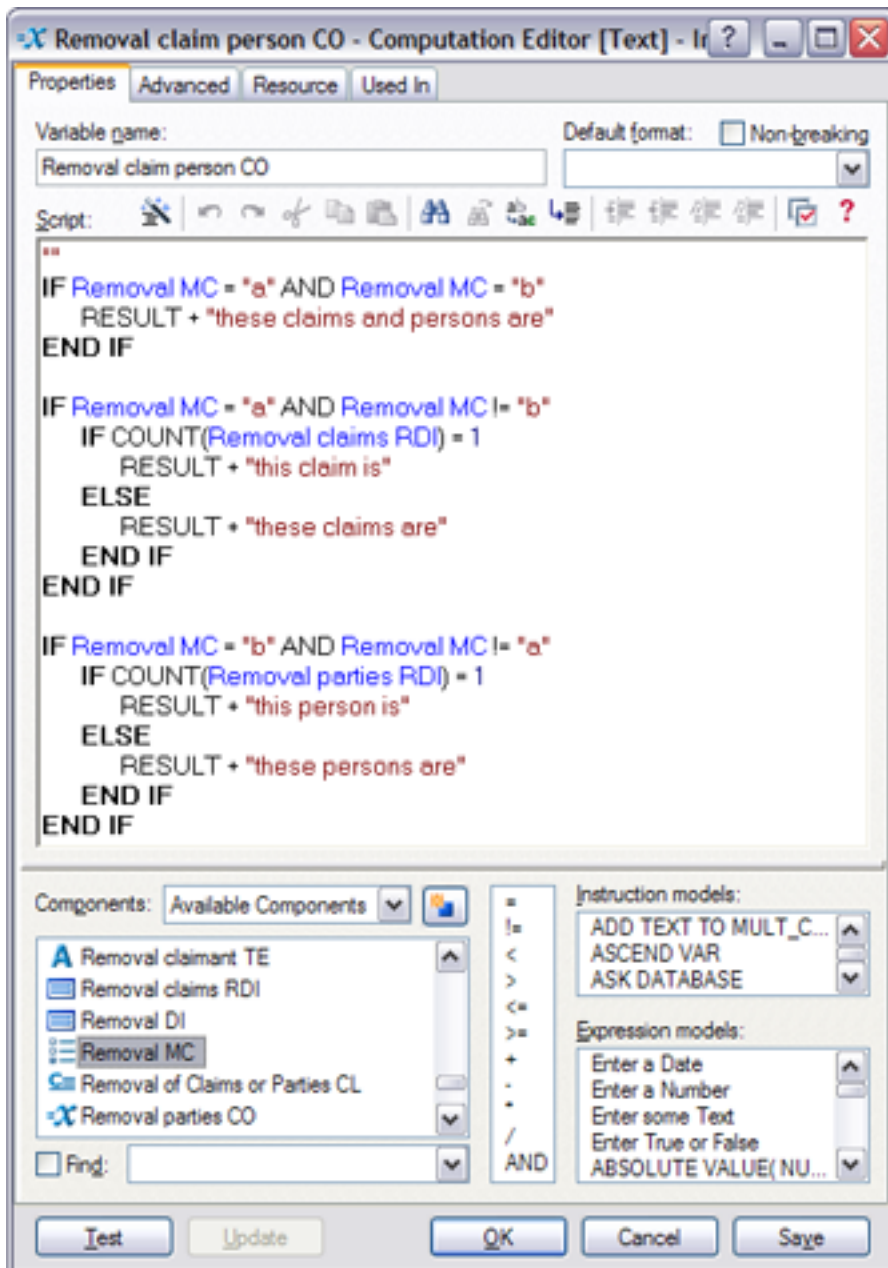 Removal claim person CO - Computation Editor [Text] - In
Properties Advanced Resource Used In
Variable name: Default format: Non-breaking
Removal claim person CO
Script: ?
""
IF Removal MC = "a" AND Removal MC = "b"
RESULT + "these claims and persons are"
END IF
IF Removal MC = "a" AND Removal MC != "b"
IF COUNT(Removal claims RDI) = 1
RESULT + "this claim is"
ELSE
RESULT + "these claims are"
END IF
END IF
IF Removal MC = "b" AND Removal MC != "a"
IF COUNT(Removal parties RDI) = 1
RESULT + "this person is"
ELSE
RESULT + "these persons are"
END IF
END IF
Components: Available Components
Removal claimant TE
Removal claims RDI
Removal DI
Removal MC
Removal of Claims or Parties CL
Removal parties CO
Find:
=
!=
<
>
<=
>=
+
-
*
/
AND
Instruction models:
ADD TEXT TO MULT_C...
ASCEND VAR
ASK DATABASE
Expression models:
Enter a Date
Enter a Number
Enter some Text
Enter True or False
ABSOLUTE VALUE( NU...
Test Update OK Cancel Save